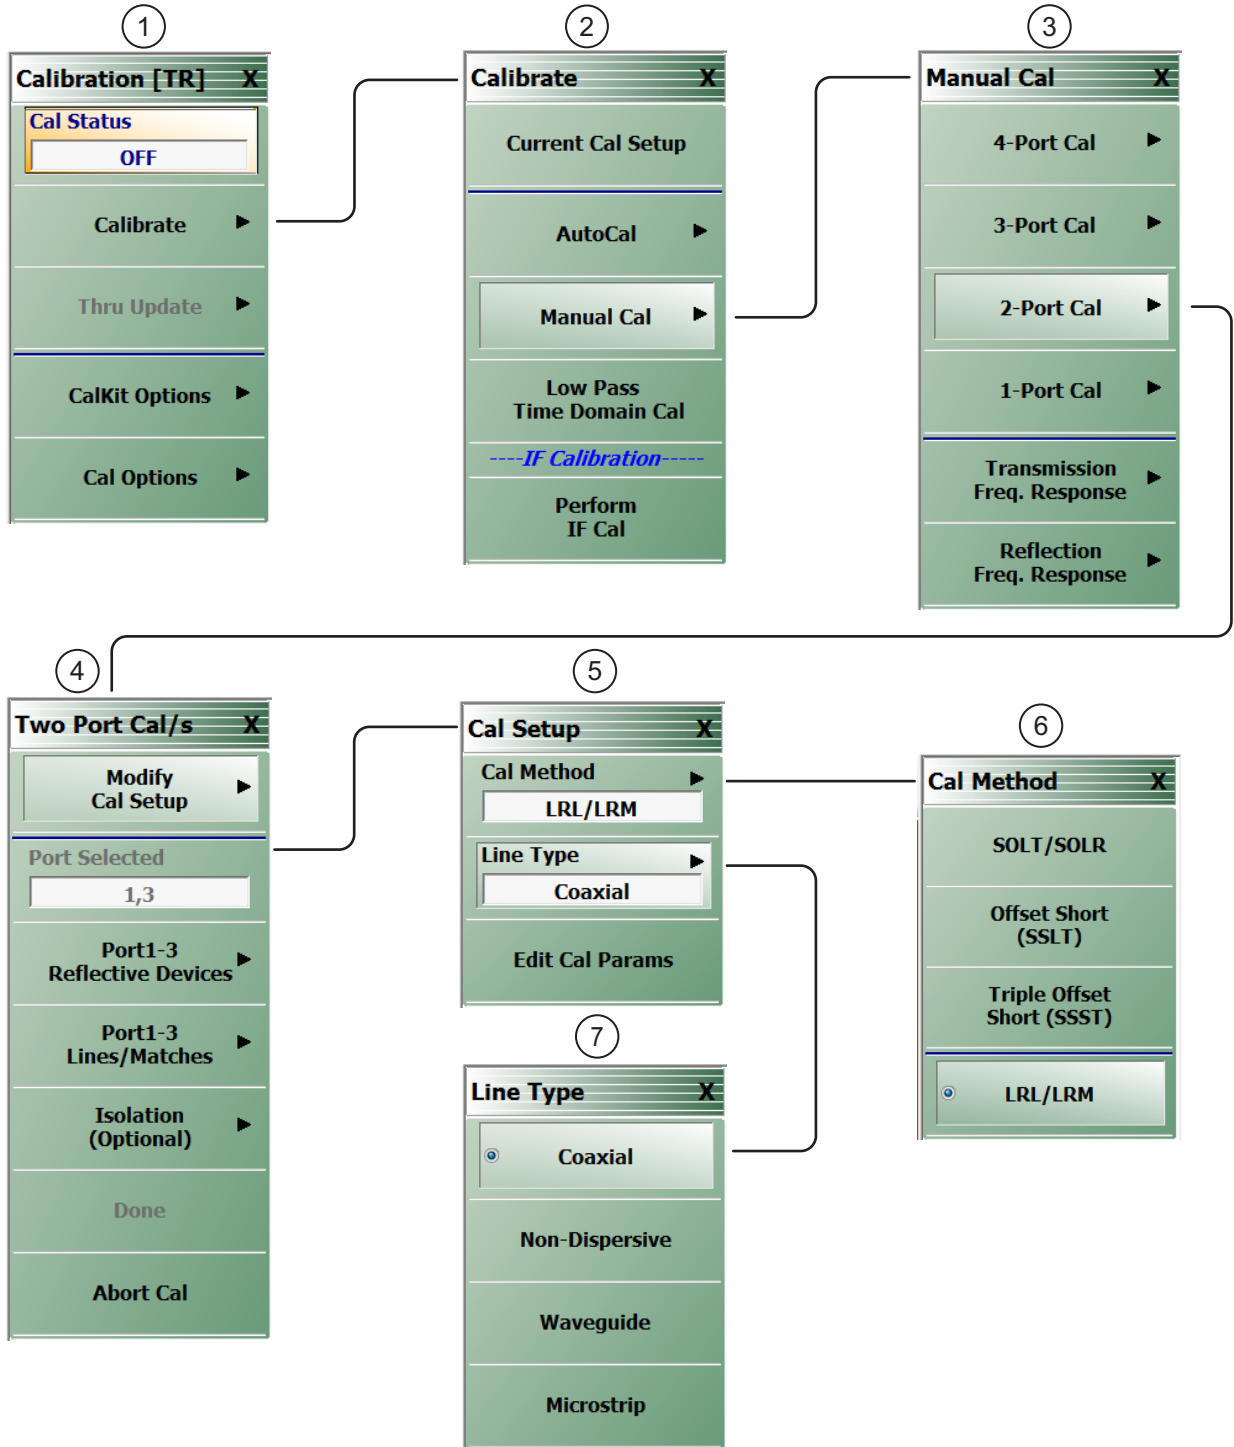 1
Calibration [TR] X
Cal Status
OFF
Calibrate
Thru Update
CalKit Options
Cal Options
2
Calibrate X
Current Cal Setup
AutoCal
Manual Cal
Low Pass
Time Domain Cal
----IF Calibration-----
Perform
IF Cal
3
Manual Cal X
4-Port Cal
3-Port Cal
2-Port Cal
1-Port Cal
Transmission
Freq. Response
Reflection
Freq. Response
4
Two Port Cal/s X
Modify
Cal Setup
Port Selected
1,3
Port1-3
Reflective Devices
Port1-3
Lines/Matches
Isolation
(Optional)
Done
Abort Cal
5
Cal Setup X
Cal Method
LRL/LRM
Line Type
Coaxial
Edit Cal Params
6
Cal Method X
SOLT/SOLR
Offset Short
(SSLT)
Triple Offset
Short (SSST)
LRL/LRM
7
Line Type X
Coaxial
Non-Dispersive
Waveguide
Microstrip